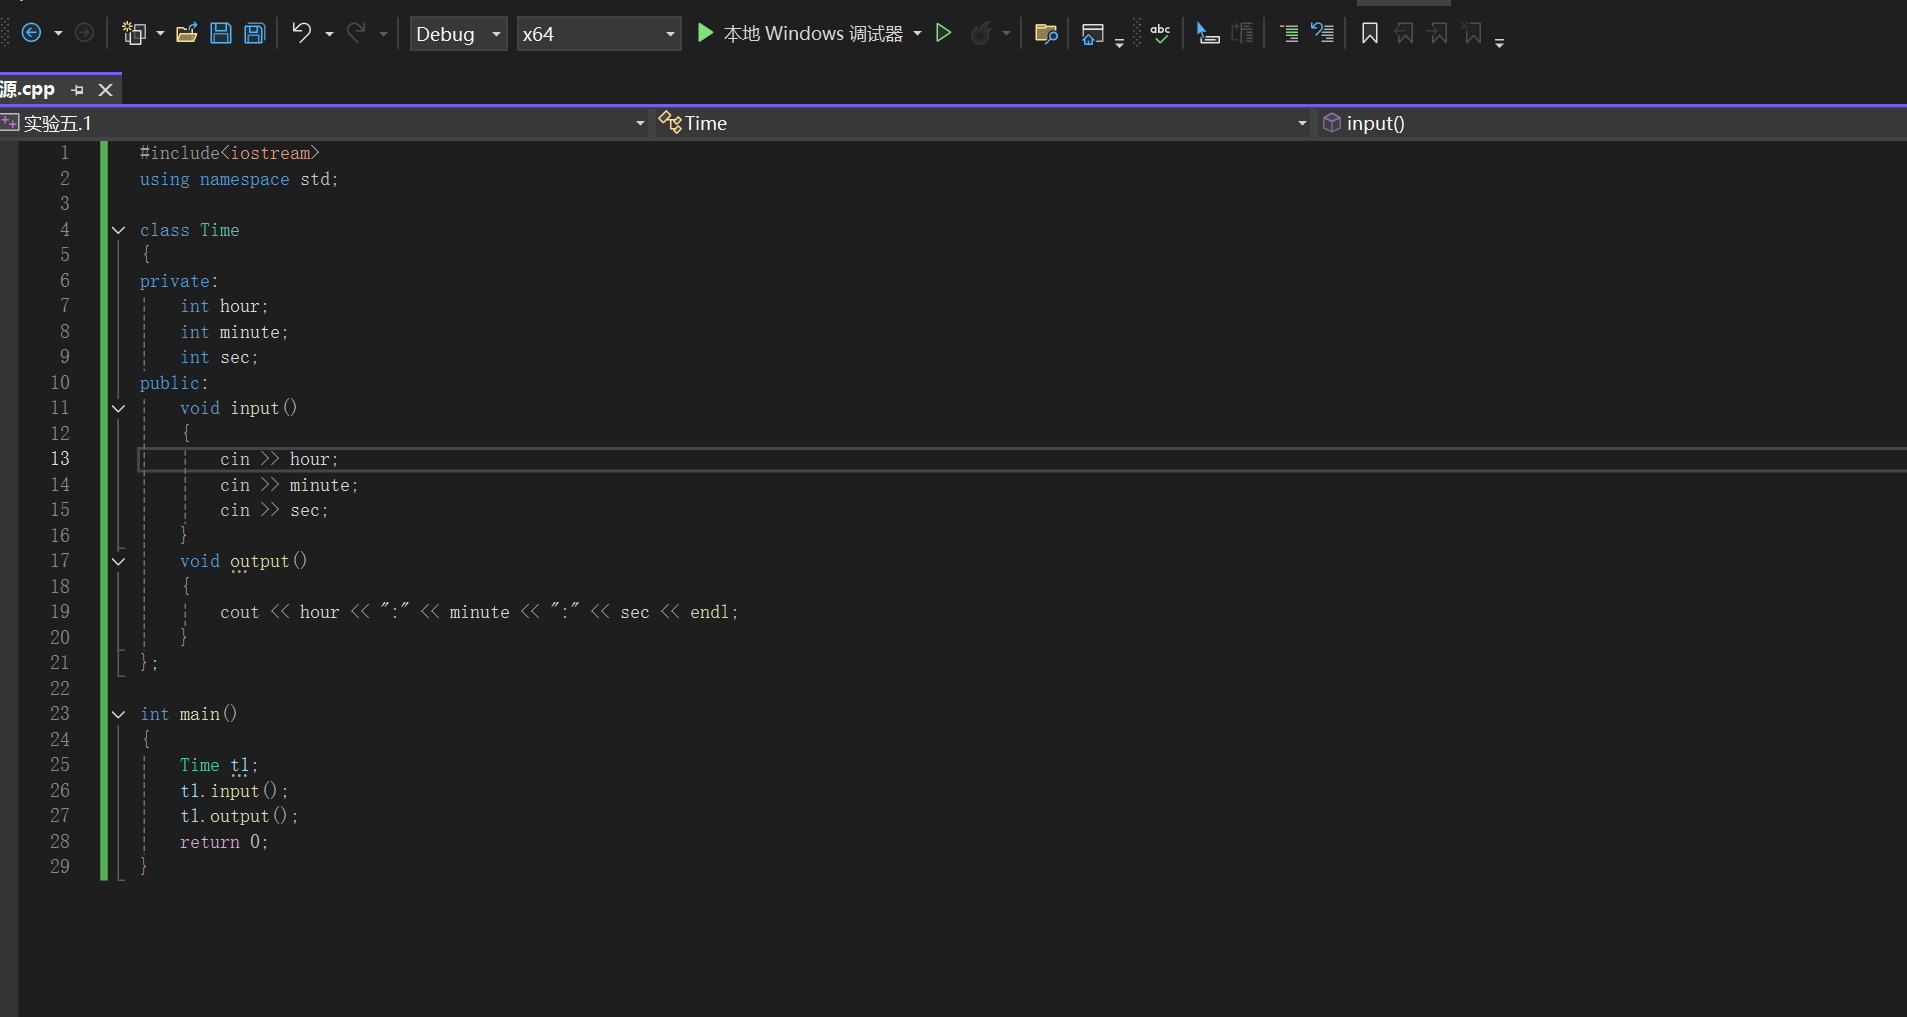 Debug x64 本地 Windows 调试器 abc
源.cpp
实验五.1 Time input()
1 #include<iostream>
2 using namespace std;
3
4 class Time
5 {
6 private:
7 int hour;
8 int minute;
9 int sec;
10 public:
11 void input()
12 {
13 cin >> hour;
14 cin >> minute;
15 cin >> sec;
16 }
17 void output()
18 {
19 cout << hour << ":" << minute << ":" << sec << endl;
20 }
21 };
22
23 int main()
24 {
25 Time t1;
26 t1.input();
27 t1.output();
28 return 0;
29 }